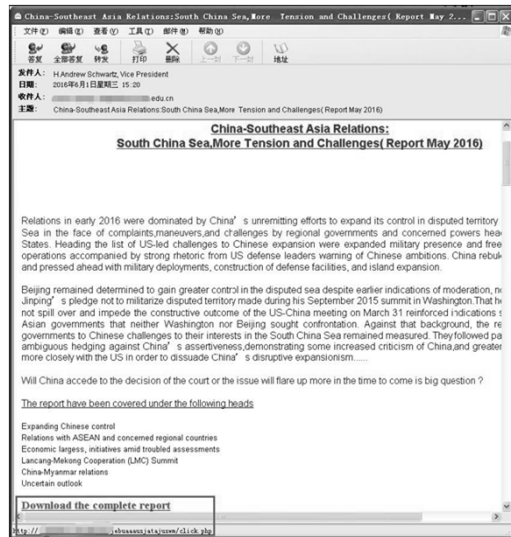 China-Southeast Asia Relations:South China Sea,More Tension and Challenges( Report May 2...
文件(F) 编辑(E) 查看(V) 工具(T) 邮件(M) 帮助(H)
答复 全部答复 转发 打印 删除 上一封 下一封 地址
发件人: H.Andrew Schwartz, Vice President
日期: 2016年6月1日星期三 15:20
收件人: .edu.cn
主题: China-Southeast Asia Relations:South China Sea,More Tension and Challenges( Report May 2016)
China-Southeast Asia Relations:
South China Sea,More Tension and Challenges( Report May 2016)
Relations in early 2016 were dominated by China's unremitting efforts to expand its control in disputed territory
Sea in the face of complaints,maneuvers,and challenges by regional governments and concerned powers hea
States. Heading the list of US-led challenges to Chinese expansion were expanded military presence and free
operations accompanied by strong rhetoric from US defense leaders warning of Chinese ambitions. China rebuk
and pressed ahead with military deployments, construction of defense facilities, and island expansion.
Beijing remained determined to gain greater control in the disputed sea despite earlier indications of moderation, n
Jinping's pledge not to militarize disputed territory made during his September 2015 summit in Washington.That h
not spill over and impede the constructive outcome of the US-China meeting on March 31 reinforced indications
Asian governments that neither Washington nor Beijing sought confrontation. Against that background, the re
governments to Chinese challenges to their interests in the South China Sea remained measured. They followed pa
ambiguous hedging against China's assertiveness,demonstrating some increased criticism of China,and greater
more closely with the US in order to dissuade China's disruptive expansionism......
Will China accede to the decision of the court or the issue will flare up more in the time to come is big question ?
The report have been covered under the following heads
Expanding Chinese control
Relations with ASEAN and concerned regional countries
Economic largess, initiatives amid troubled assessments
Lancang-Mekong Cooperation (LMC) Summit
China-Myanmar relations
Uncertain outlook
Download the complete report
http:// /click.php